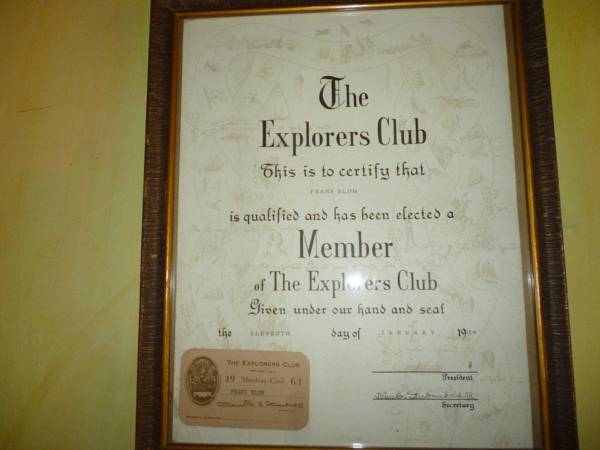 The
Explorers Club
This is to certify that
FRANS BLOM
is qualified and has been elected a
Member
of The Explorers Club
Given under our hand and seal
the ELEVENTH day of JANUARY 19
President
Secretary
THE EXPLORERS CLUB
19 Members Card 63
FRANS BLOM